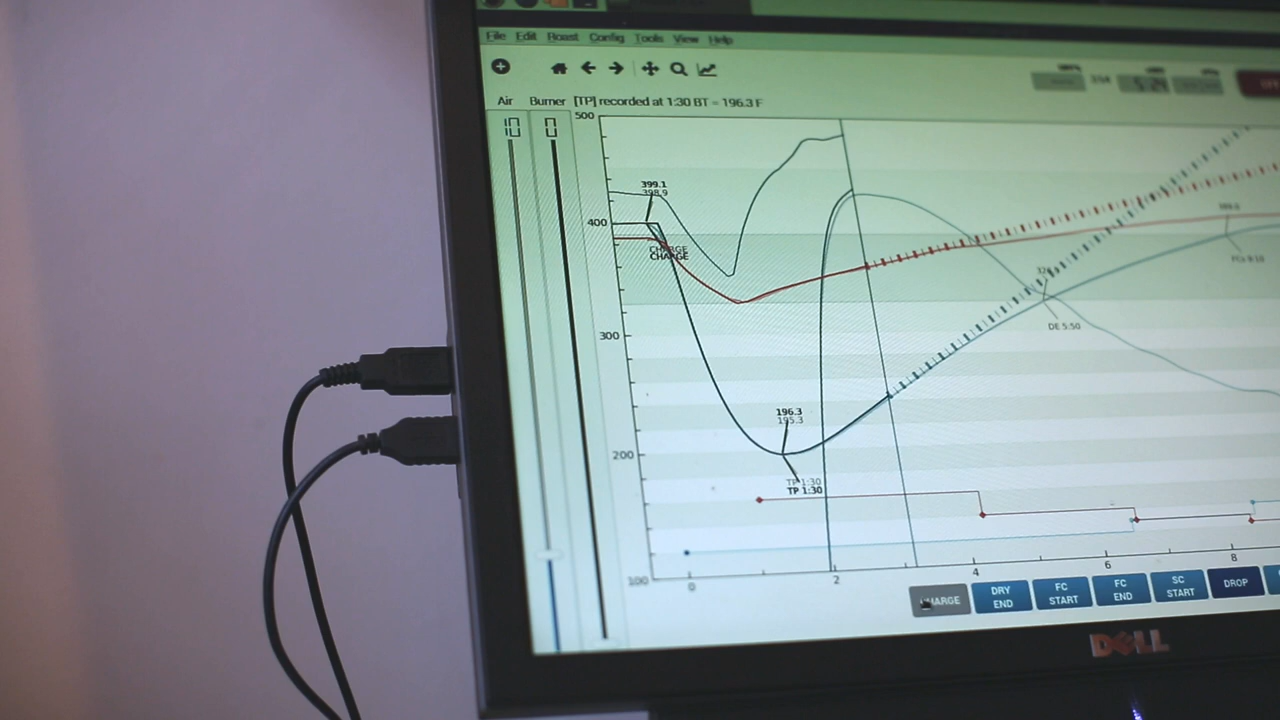 File Edit Roast Config Tools View Help
Air Burner [TP] recorded at 1:30 BT = 196.3 F
10 0
500
400
300
200
100
399.1
398.9
CHARGE
CHARGE
196.3
195.3
TP 1:30
TP 1:30
DE 5:50
FCs 9:10
0 2 4 6 8
CHARGE
DRY END
FC START
FC END
SC START
DROP
DELL